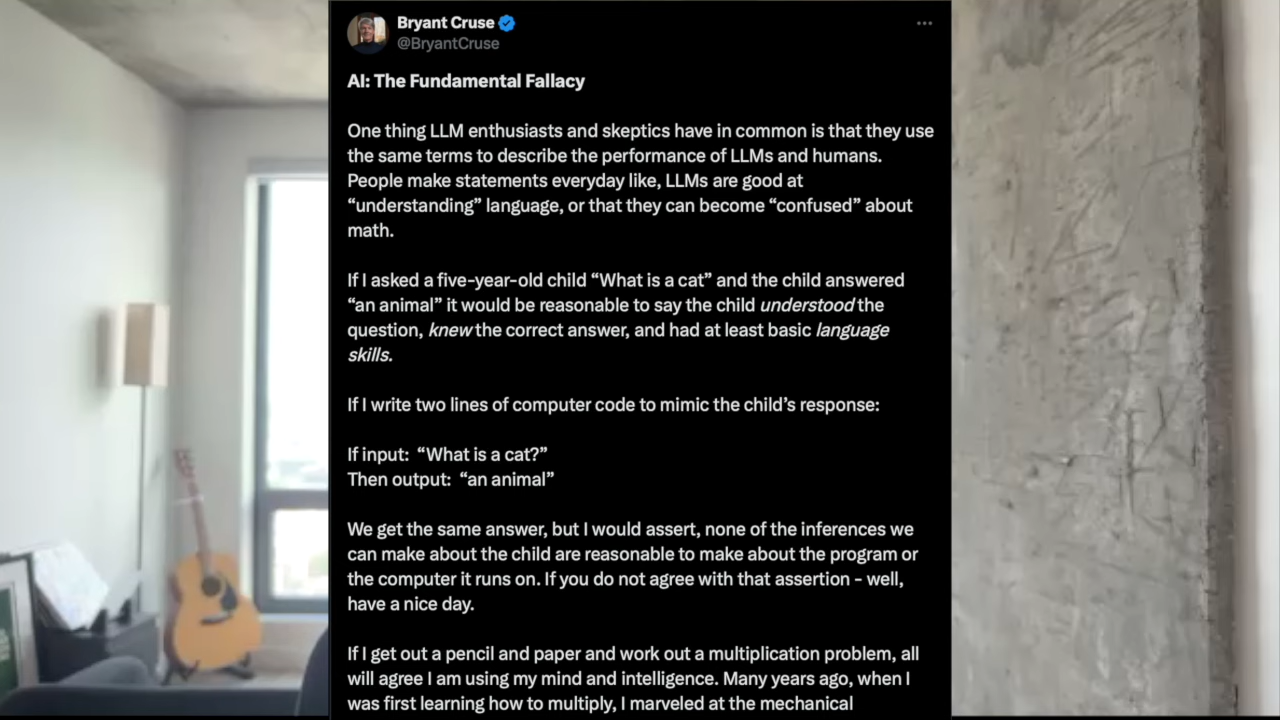 Bryant Cruse
@BryantCruse
AI: The Fundamental Fallacy
One thing LLM enthusiasts and skeptics have in common is that they use
the same terms to describe the performance of LLMs and humans.
People make statements everyday like, LLMs are good at
“understanding” language, or that they can become “confused” about
math.
If I asked a five-year-old child “What is a cat” and the child answered
“an animal” it would be reasonable to say the child understood the
question, knew the correct answer, and had at least basic language
skills.
If I write two lines of computer code to mimic the child’s response:
If input:  “What is a cat?”
Then output:  “an animal”
We get the same answer, but I would assert, none of the inferences we
can make about the child are reasonable to make about the program or
the computer it runs on. If you do not agree with that assertion - well,
have a nice day.
If I get out a pencil and paper and work out a multiplication problem, all
will agree I am using my mind and intelligence. Many years ago, when I
was first learning how to multiply, I marveled at the mechanical